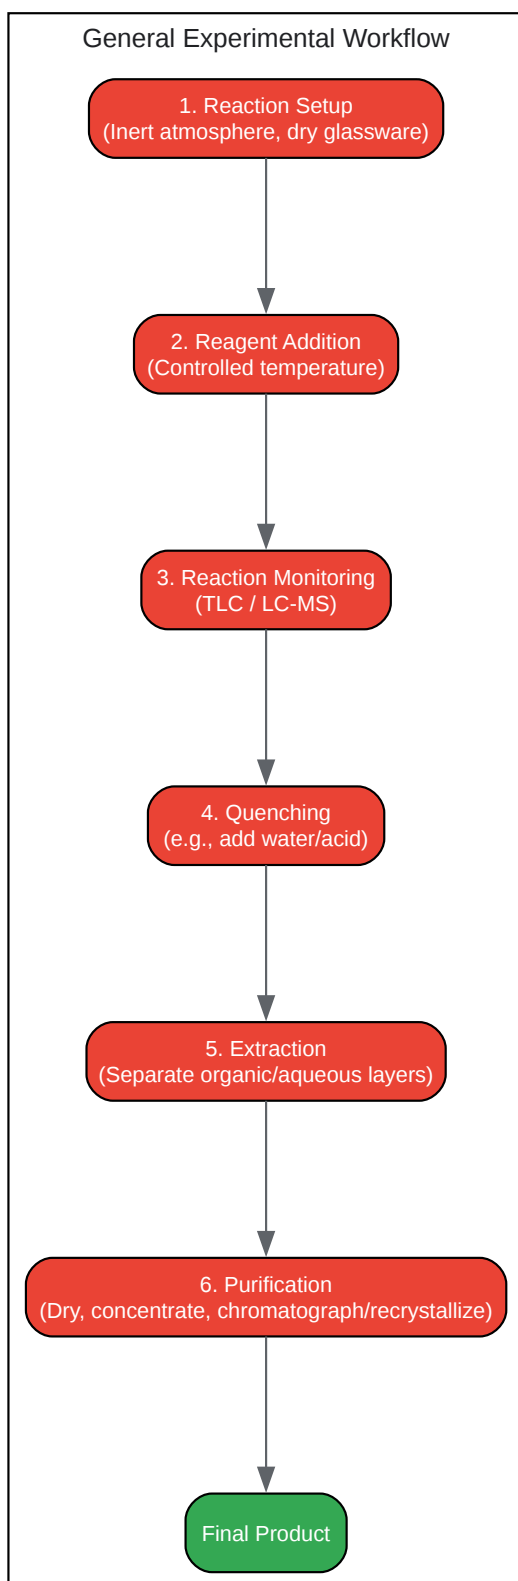 General Experimental Workflow
1. Reaction Setup
(Inert atmosphere, dry glassware)
2. Reagent Addition
(Controlled temperature)
3. Reaction Monitoring
(TLC / LC-MS)
4. Quenching
(e.g., add water/acid)
5. Extraction
(Separate organic/aqueous layers)
6. Purification
(Dry, concentrate, chromatograph/recrystallize)
Final Product